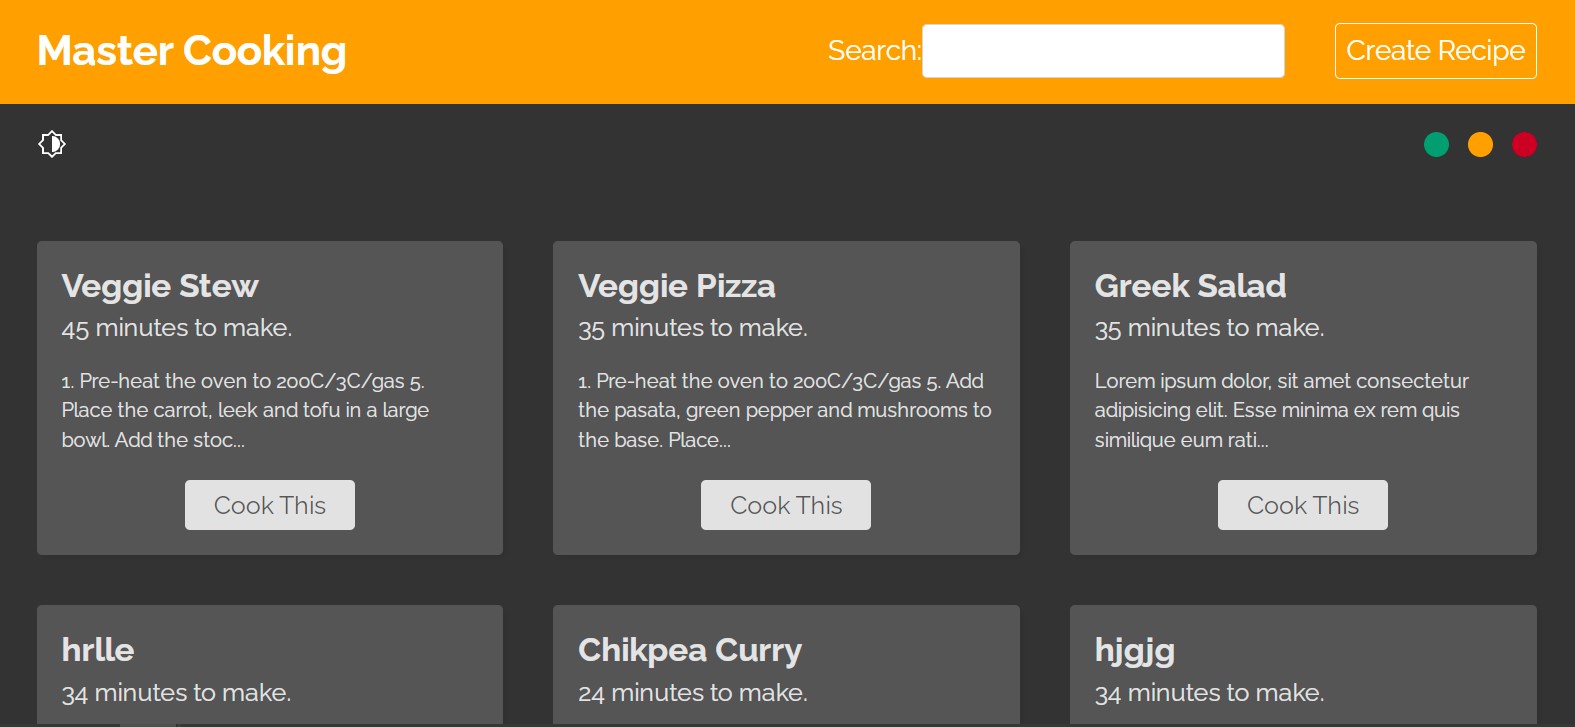 Master Cooking
Search:
Create Recipe
Veggie Stew
45 minutes to make.
1. Pre-heat the oven to 200C/3C/gas 5.
Place the carrot, leek and tofu in a large
bowl. Add the stoc...
Cook This
Veggie Pizza
35 minutes to make.
1. Pre-heat the oven to 200C/3C/gas 5. Add
the pasata, green pepper and mushrooms to
the base. Place...
Cook This
Greek Salad
35 minutes to make.
Lorem ipsum dolor, sit amet consectetur
adipisicing elit. Esse minima ex rem quis
similique eum rati...
Cook This
hrlle
34 minutes to make.
Chikpea Curry
24 minutes to make.
hjgjg
34 minutes to make.